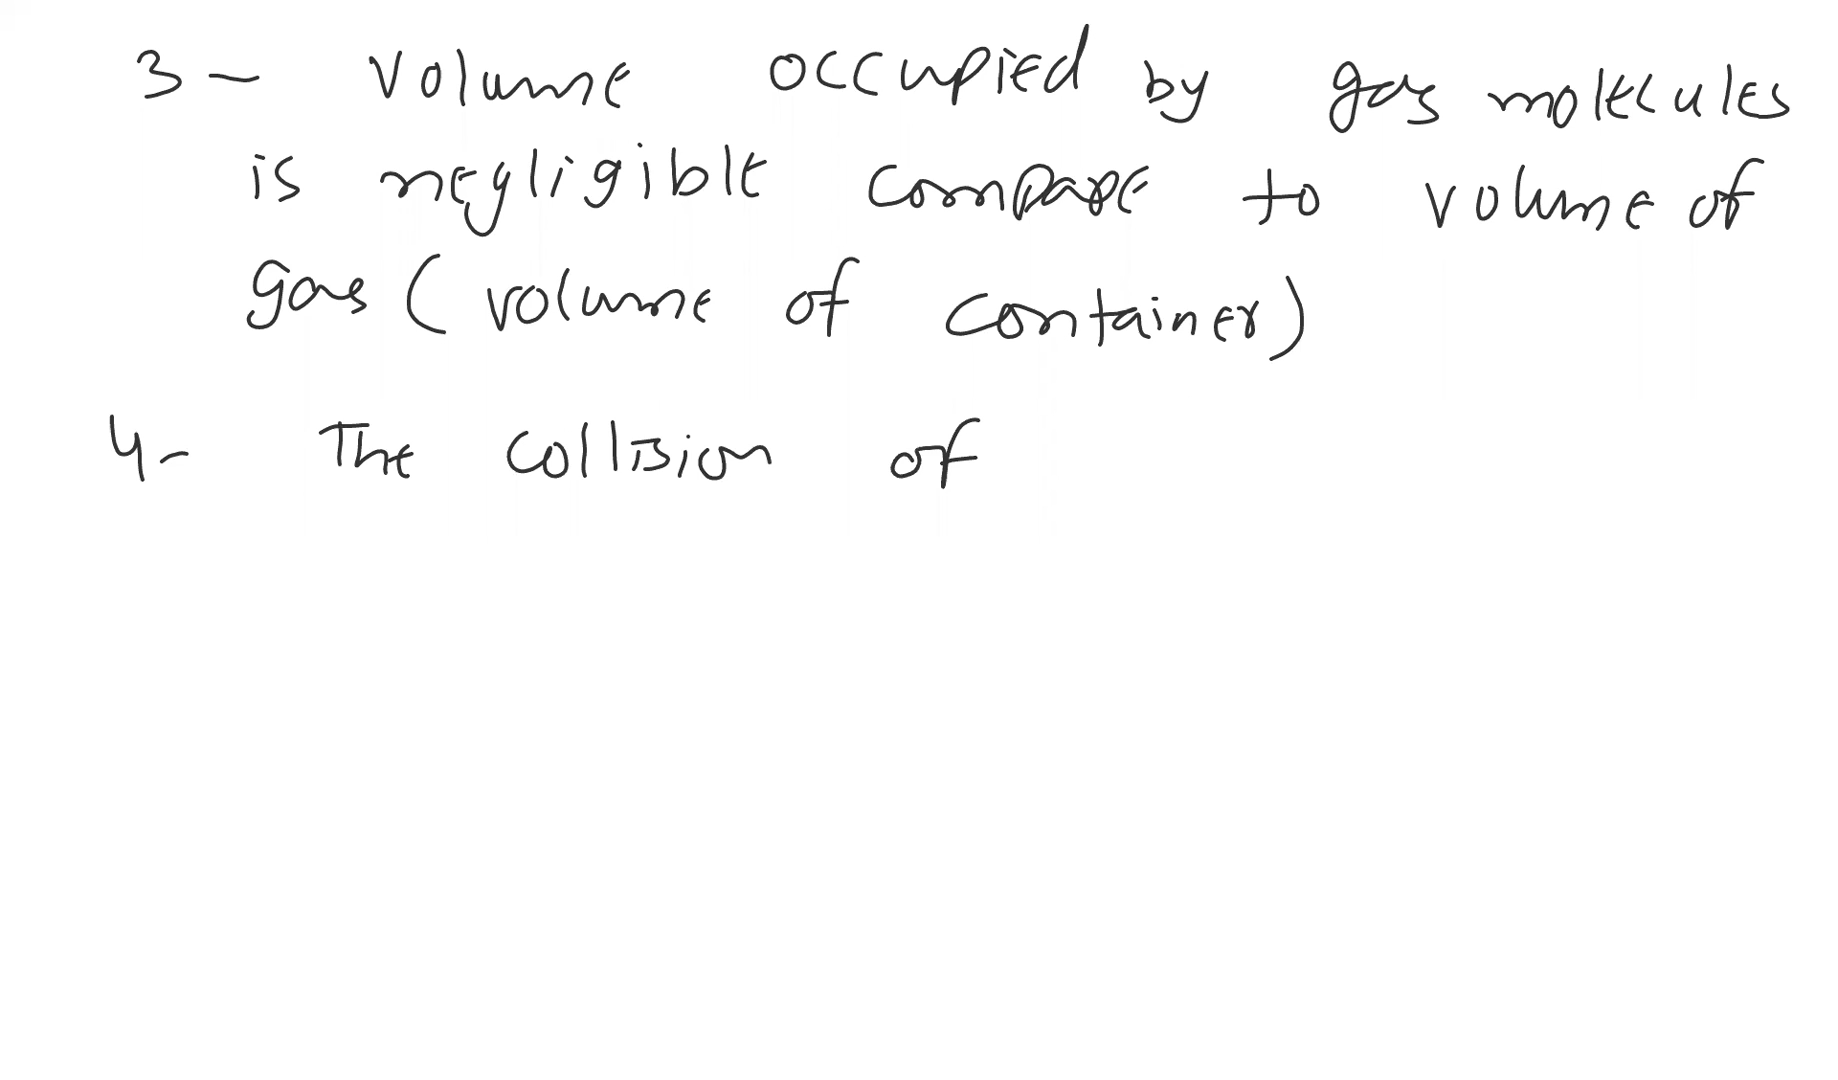 3- Volume occupied by gas molecules
is negligible compare to volume of
gas (volume of container)
4- The collision of